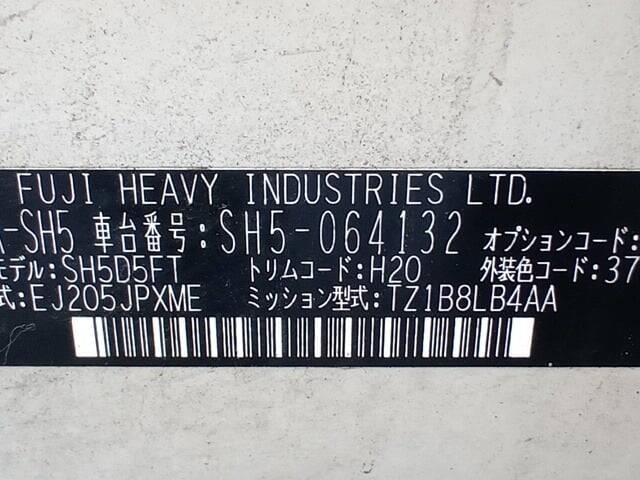 FUJI HEAVY INDUSTRIES LTD.
-SH5 車台番号:SH5-064132 オプションコード:
モデル:SH5D5FT トリムコード:H20 外装色コード:37
式:EJ205JPXME ミッション型式:TZ1B8LB4AA